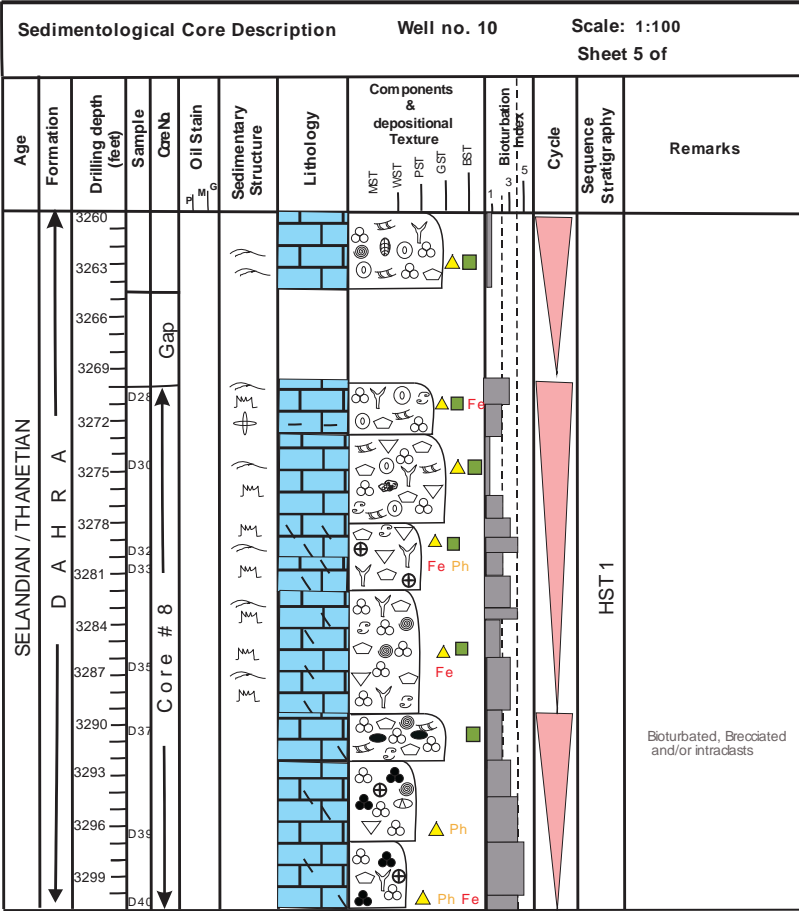 Sedimentological Core Description Well no. 10 Scale: 1:100
Sheet 5 of
Age
Formation
Drilling depth
(feet)
Sample
Core No
Oil Stain
P M G
Sedimentary
Structure
Lithology
Components
&
depositional
Texture
MST
WST
PST
GST
BST
Bioturbation
Index
1 3 5
Cycle
Sequence
Stratigraphy
Remarks
3260
3263
3266
3269
3272
3275
3278
3281
3284
3287
3290
3293
3296
3299
SELANDIAN / THANETIAN
DAHRA
Gap
Core # 8
D28
D30
D32
D33
D35
D37
D39
D40
Fe
Fe Ph
Fe
Ph
Ph Fe
HST 1
Bioturbated, Brecciated
and/or intraclasts